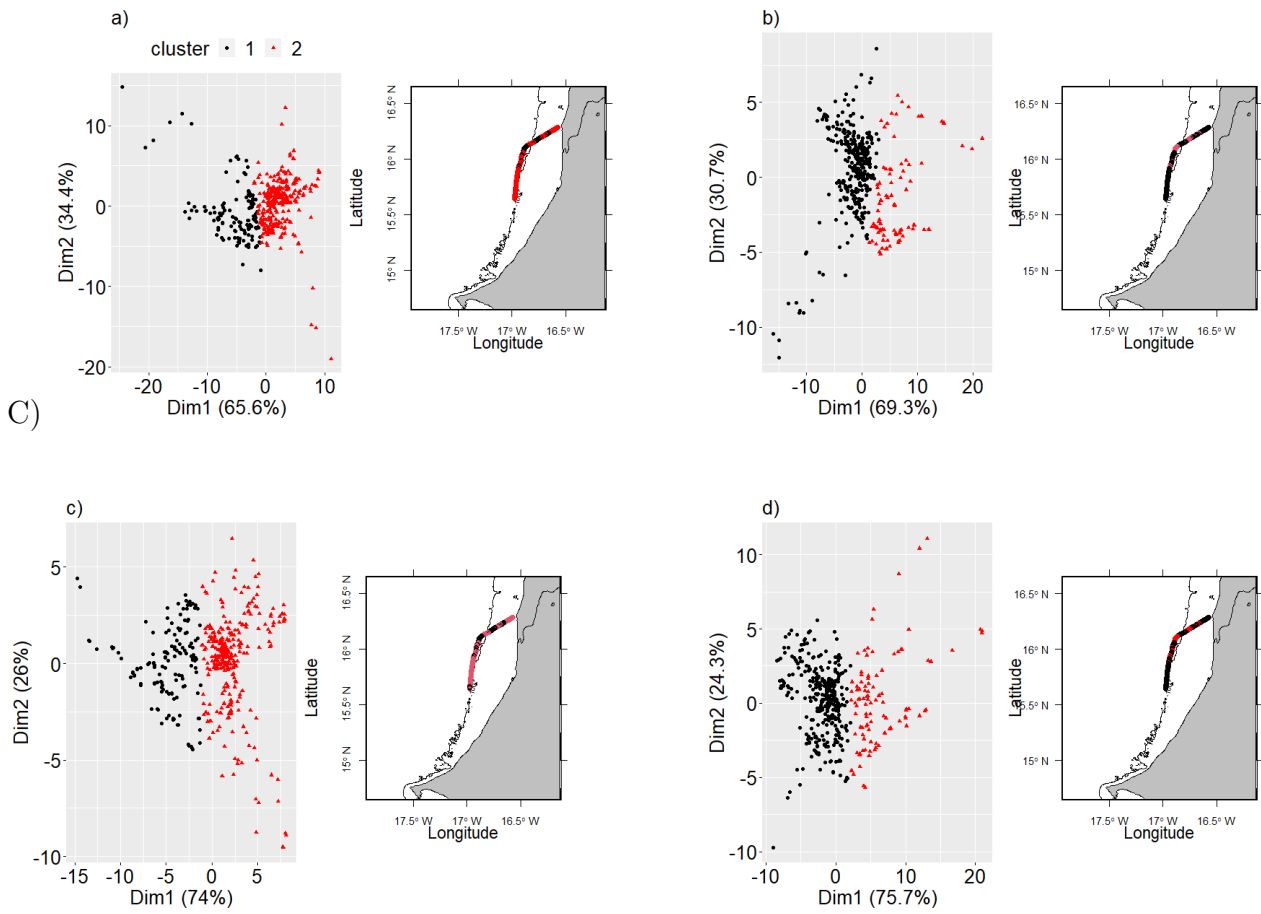 a)
cluster 1 2
10
0
-10
-20
-20 -10 0 10
Dim2 (34.4%)
Dim1 (65.6%)
Latitude
16.5° N
16° N
15.5° N
15° N
17.5° W 17° W 16.5° W
Longitude
b)
5
0
-5
-10
-10 0 10 20
Dim2 (30.7%)
Dim1 (69.3%)
Latitude
16.5° N
16° N
15.5° N
15° N
17.5° W 17° W 16.5° W
Longitude
C)
c)
5
0
-5
-10
-15 -10 -5 0 5
Dim2 (26%)
Dim1 (74%)
Latitude
16.5° N
16° N
15.5° N
15° N
17.5° W 17° W 16.5° W
Longitude
d)
10
5
0
-5
-10
-10 0 10 20
Dim2 (24.3%)
Dim1 (75.7%)
Latitude
16.5° N
16° N
15.5° N
15° N
17.5° W 17° W 16.5° W
Longitude